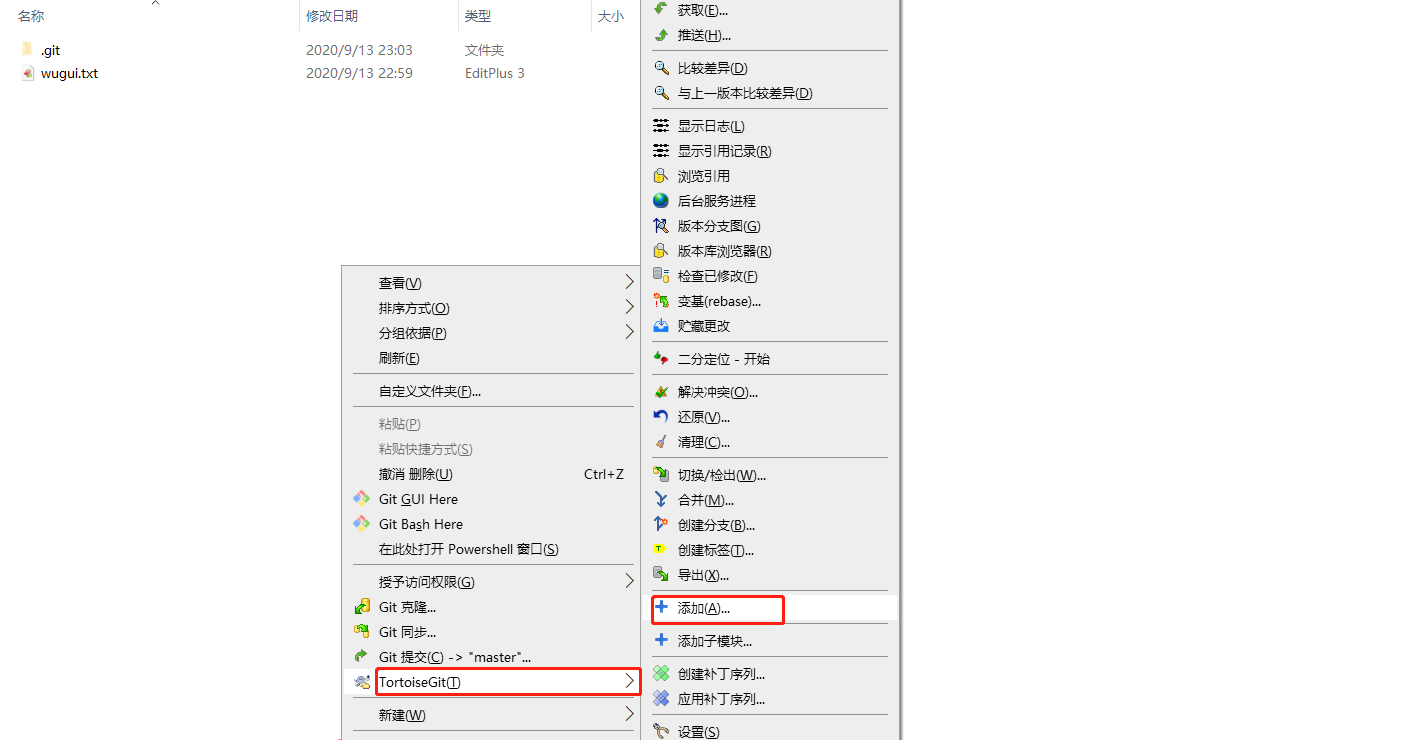 名称 修改日期 类型 大小
.git 2020/9/13 23:03 文件夹
wugui.txt 2020/9/13 22:59 EditPlus 3
查看(V)
排序方式(O)
分组依据(P)
刷新(E)
自定义文件夹(F)...
粘贴(P)
粘贴快捷方式(S)
撤消 删除(U) Ctrl+Z
Git GUI Here
Git Bash Here
在此处打开 Powershell 窗口(S)
授予访问权限(G)
Git 克隆...
Git 同步...
Git 提交(C) -> "master"...
TortoiseGit(T)
新建(W)
获取(E)...
推送(H)...
比较差异(D)
与上一版本比较差异(D)
显示日志(L)
显示引用记录(R)
浏览引用
后台服务进程
版本分支图(G)
版本库浏览器(R)
检查已修改(F)
变基(rebase)...
贮藏更改
二分定位 - 开始
解决冲突(O)...
还原(V)...
清理(C)...
切换/检出(W)...
合并(M)...
创建分支(B)...
创建标签(T)...
导出(X)...
添加(A)...
添加子模块...
创建补丁序列...
应用补丁序列...
设置(S)